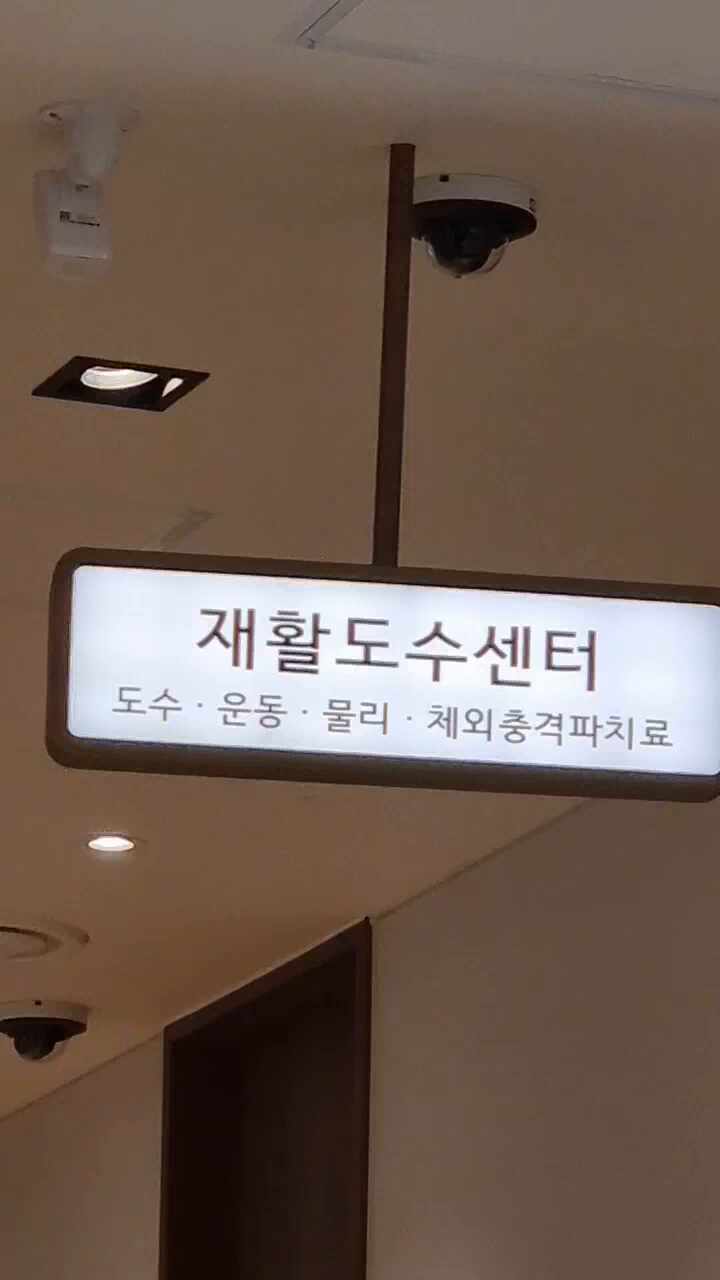 재활도수센터
도수 · 운동 · 물리 · 체외충격파치료